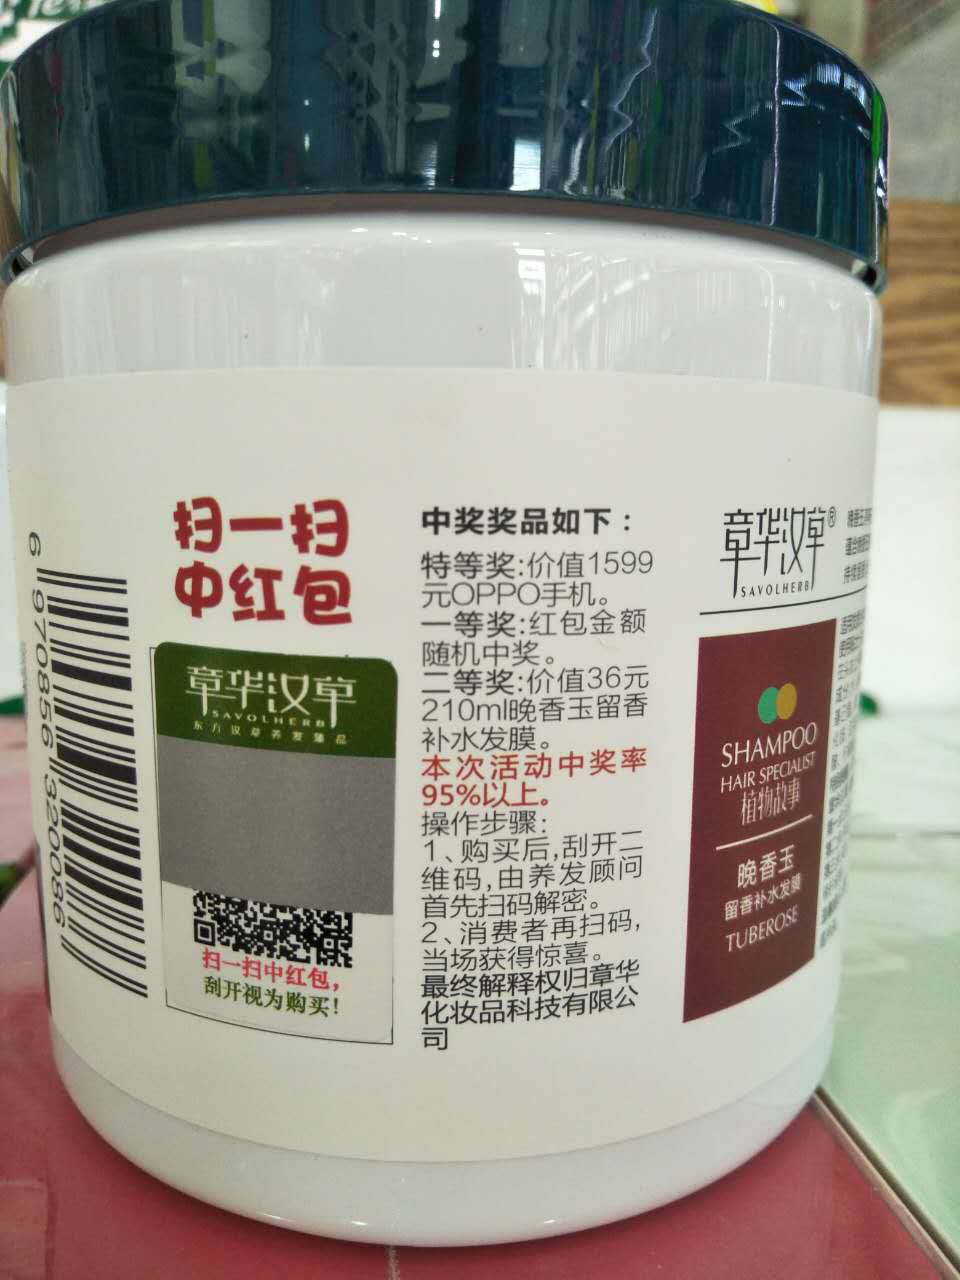 扫一扫
中红包
章华汉草
SAVOLHERB
东方汉草养发臻品
扫一扫中红包，
刮开视为购买！
6 970856 320086
中奖奖品如下：
特等奖:价值1599
元OPPO手机。
一等奖:红包金额
随机中奖。
二等奖:价值36元
210ml晚香玉留香
补水发膜。
本次活动中奖率
95%以上。
操作步骤:
1、购买后,刮开二
维码,由养发顾问
首先扫码解密。
2、消费者再扫码,
当场获得惊喜。
最终解释权归章华
化妆品科技有限公
司
章华汉草®
SAVOLHERB
SHAMPOO
HAIR SPECIALIST
植物故事
晚香玉
留香补水发膜
TUBEROSE